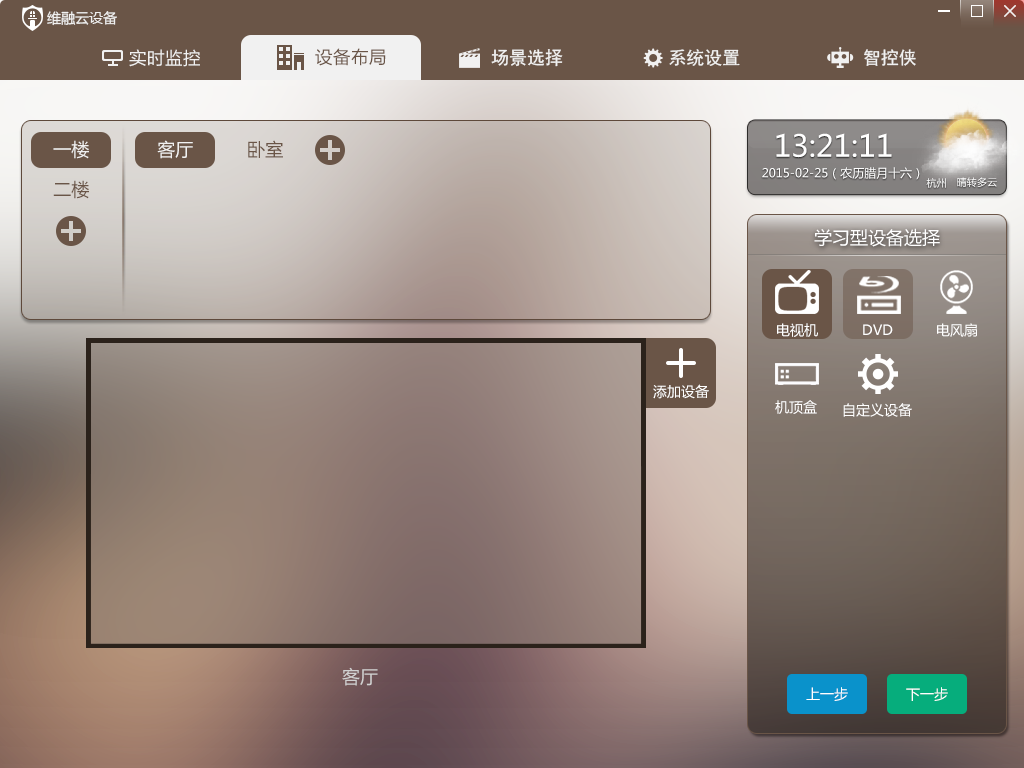 维融云设备
实时监控
设备布局
场景选择
系统设置
智控侠
一楼
二楼
客厅
卧室
添加设备
客厅
13:21:11
2015-02-25 ( 农历腊月十六 )
杭州 晴转多云
学习型设备选择
电视机
DVD
电风扇
机顶盒
自定义设备
上一步
下一步